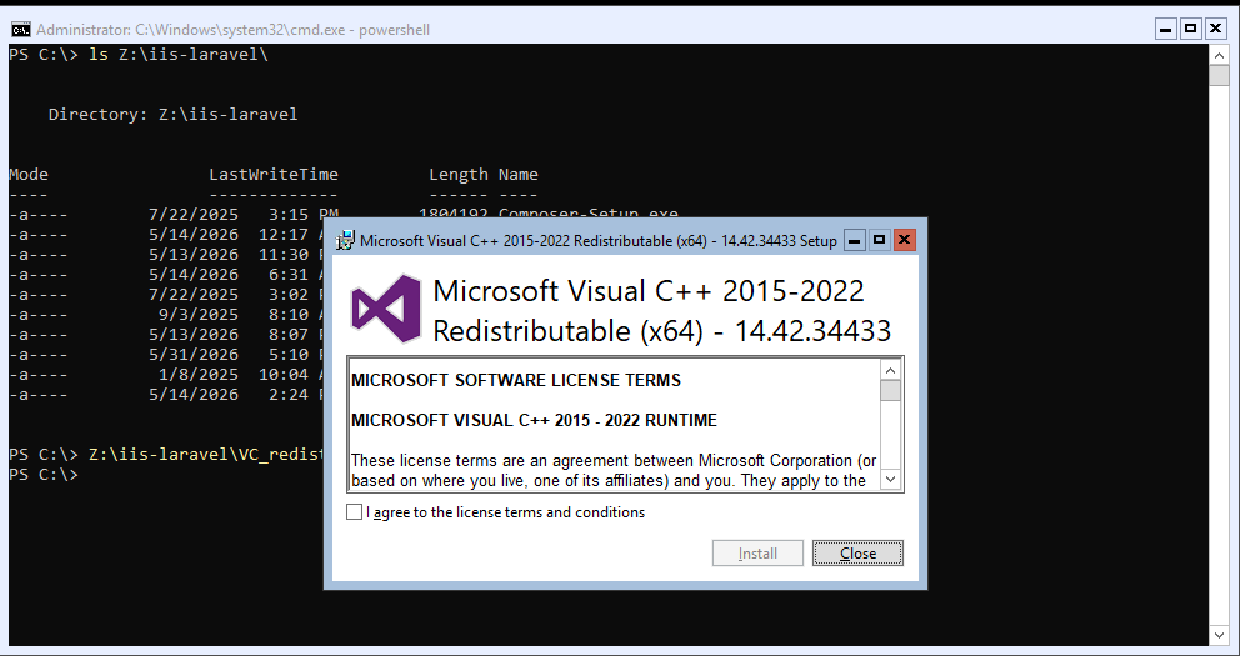 Administrator: C:\Windows\system32\cmd.exe - powershell
PS C:\> ls Z:\iis-laravel\
Directory: Z:\iis-laravel
Mode LastWriteTime Length Name
---- ------------- ------ ----
-a---- 7/22/2025 3:15 PM 1804192 Composer-Setup.exe
-a---- 5/14/2026 12:17
-a---- 5/13/2026 11:30
-a---- 5/14/2026 6:31
-a---- 7/22/2025 3:02
-a---- 9/3/2025 8:10
-a---- 5/13/2026 8:07
-a---- 5/31/2026 5:10
-a---- 1/8/2025 10:04
-a---- 5/14/2026 2:24
PS C:\> Z:\iis-laravel\VC_redist
PS C:\>
Microsoft Visual C++ 2015-2022 Redistributable (x64) - 14.42.34433 Setup
Microsoft Visual C++ 2015-2022
Redistributable (x64) - 14.42.34433
MICROSOFT SOFTWARE LICENSE TERMS
MICROSOFT VISUAL C++ 2015 - 2022 RUNTIME
These license terms are an agreement between Microsoft Corporation (or
based on where you live, one of its affiliates) and you. They apply to the
I agree to the license terms and conditions
Install Close